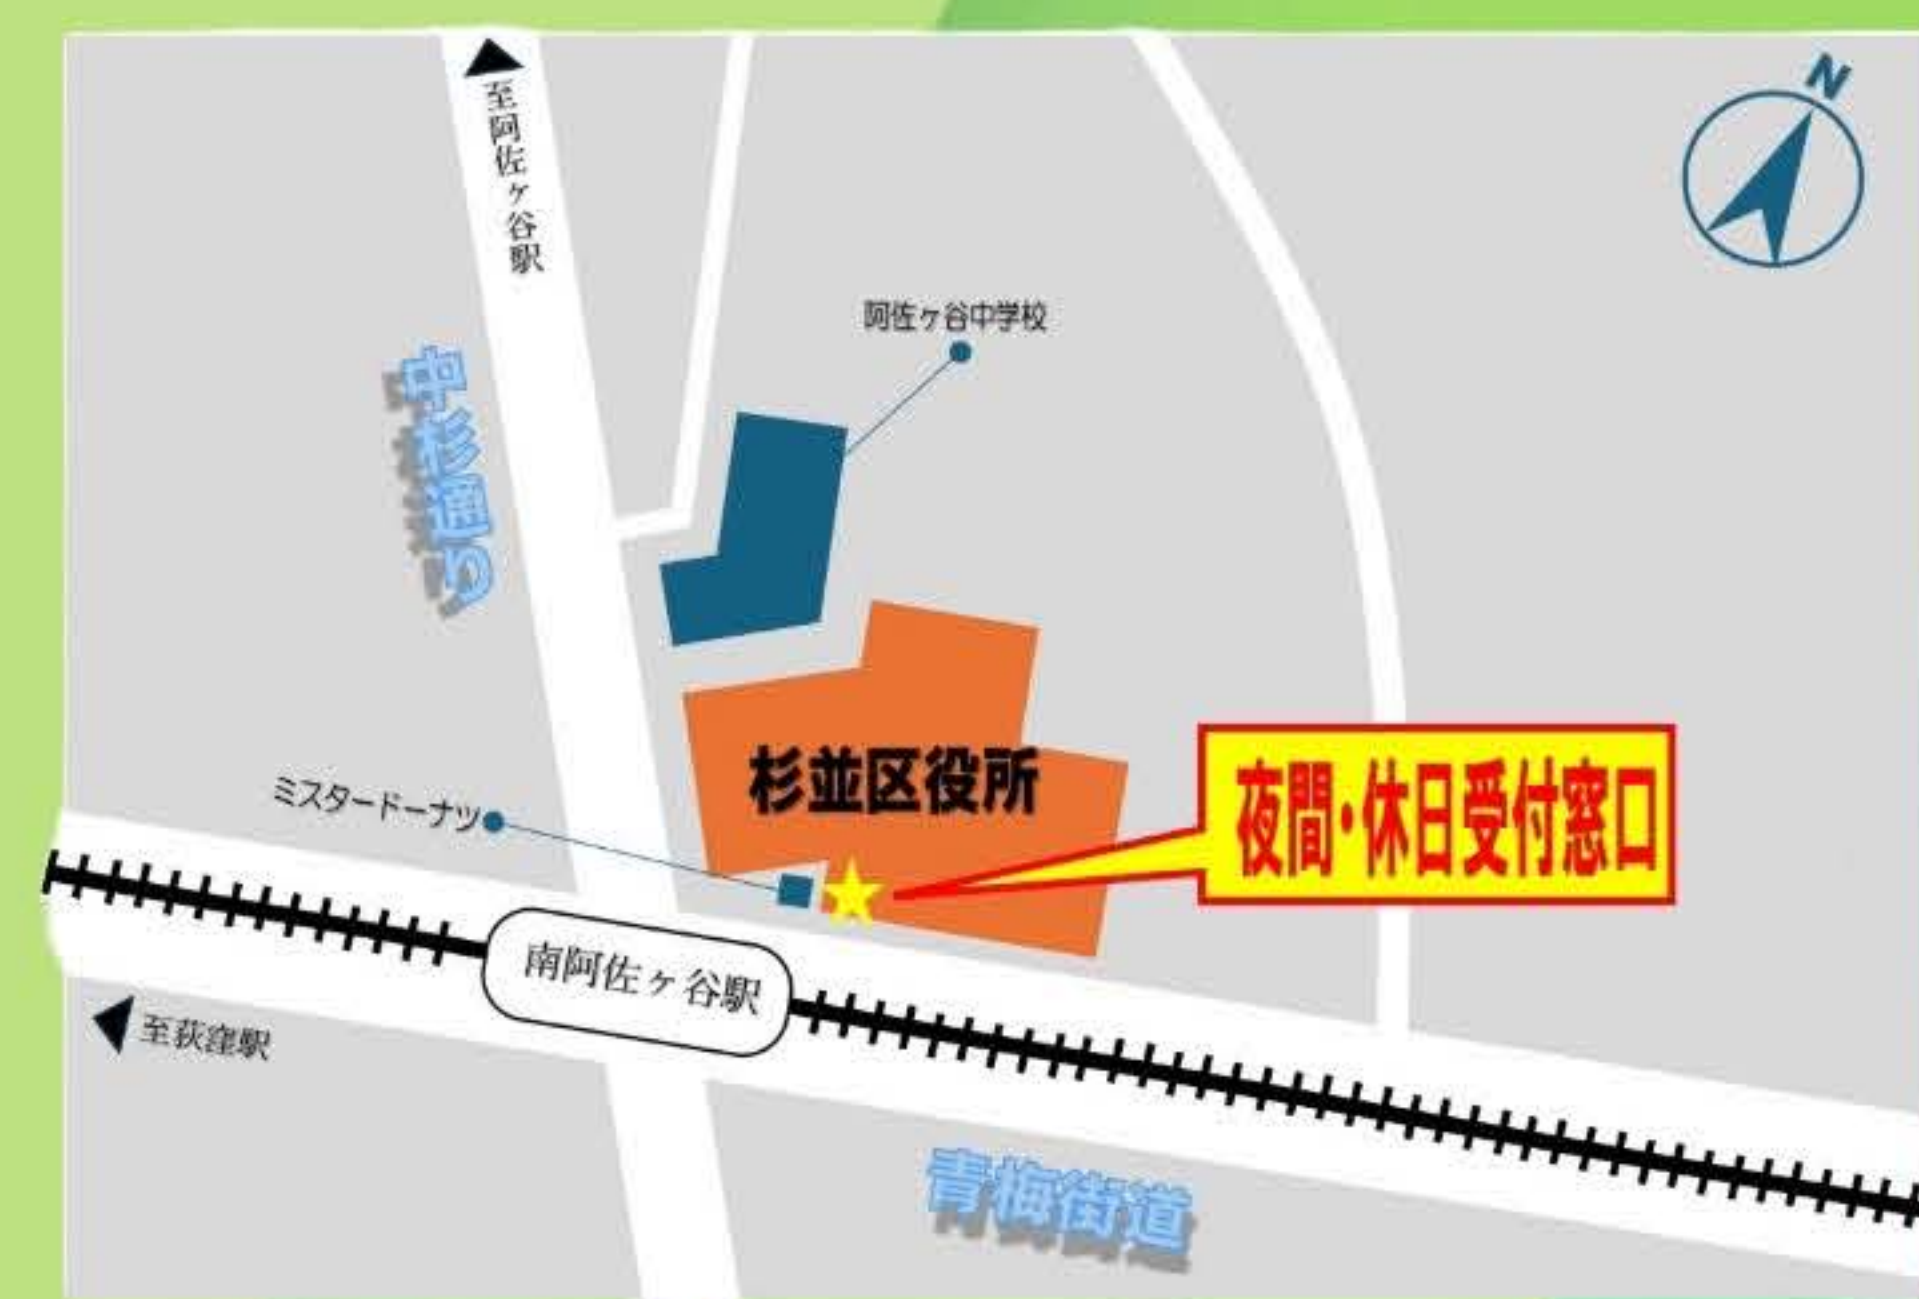 N
至阿佐ヶ谷駅
阿佐ヶ谷中学校
中杉通り
杉並区役所
夜間・休日受付窓口
ミスタードーナツ
南阿佐ヶ谷駅
至荻窪駅
青梅街道